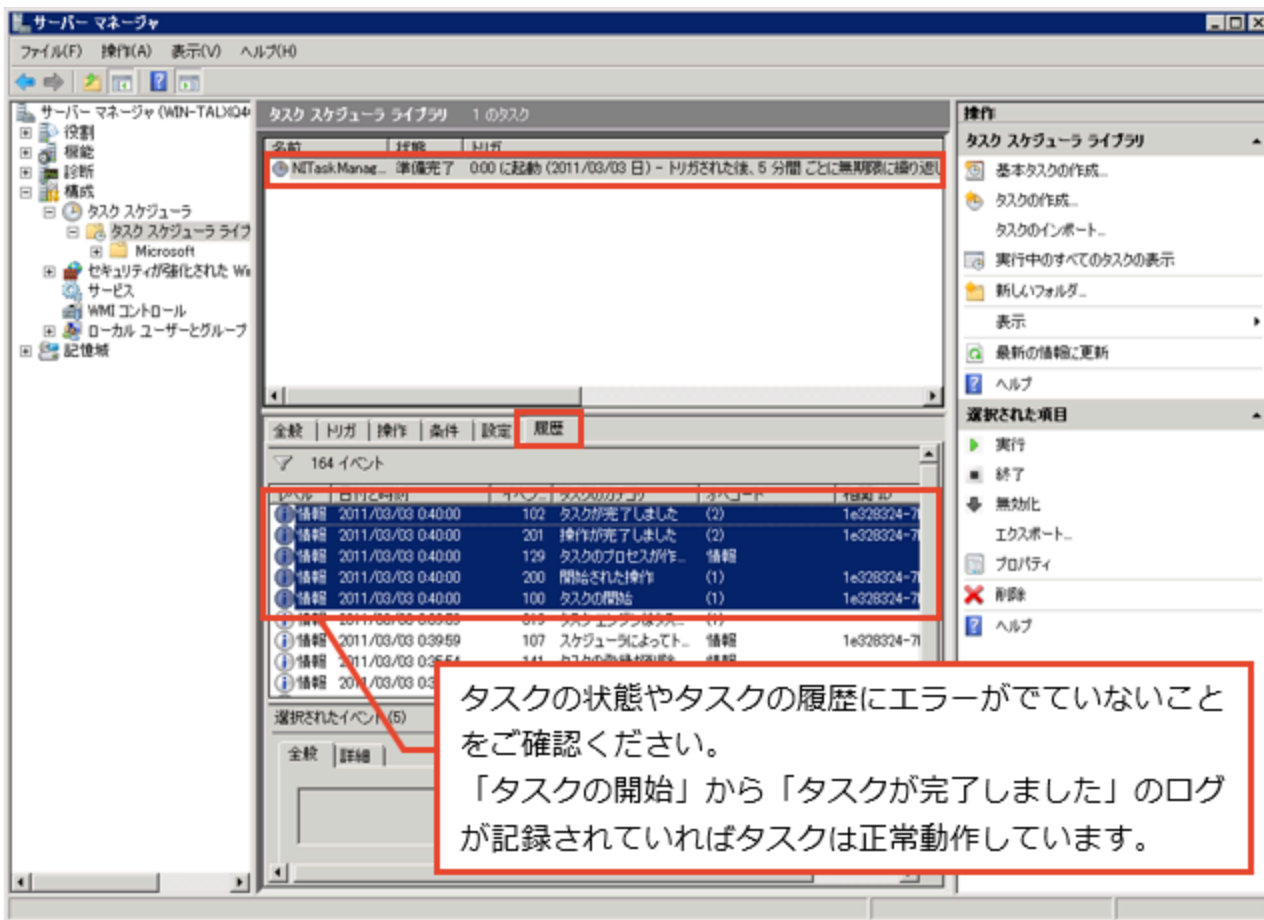 サーバー マネージャ
ファイル(F) 操作(A) 表示(V) ヘルプ(H)
サーバー マネージャ (WIN-TALXQ4
役割
機能
診断
構成
タスク スケジューラ
タスク スケジューラ ライブ
Microsoft
セキュリティが強化された Wi
サービス
WMI コントロール
ローカル ユーザーとグループ
記憶域
タスク スケジューラ ライブラリ 1 のタスク
名前 状態 トリガ
NITask Manag... 準備完了 0:00 に起動 (2011/03/03 日) - トリガされた後、5 分間 ごとに無期限に繰り返し
全般 トリガ 操作 条件 設定 履歴
164 イベント
レベル 日付と時刻 イベン... タスクのカテゴリ オペコード 相関 ID
情報 2011/03/03 0:40:00 102 タスクが完了しました (2) 1e328324-7
情報 2011/03/03 0:40:00 201 操作が完了しました (2) 1e328324-7
情報 2011/03/03 0:40:00 129 タスクのプロセスが作... 情報
情報 2011/03/03 0:40:00 200 開始された操作 (1) 1e328324-7
情報 2011/03/03 0:40:00 100 タスクの開始 (1) 1e328324-7
情報 2011/03/03 0:39:59 107 スケジューラによってト... 情報 1e328324-7
情報 2011/03/03 0:35:54 141
情報 2011/03/03
選択されたイベント (5)
全般 詳細
タスクの状態やタスクの履歴にエラーがでていないこと
をご確認ください。
「タスクの開始」から「タスクが完了しました」のログ
が記録されていればタスクは正常動作しています。
操作
タスク スケジューラ ライブラリ
基本タスクの作成...
タスクの作成...
タスクのインポート...
実行中のすべてのタスクの表示
新しいフォルダ...
表示
最新の情報に更新
ヘルプ
選択された項目
実行
終了
無効化
エクスポート...
プロパティ
削除
ヘルプ